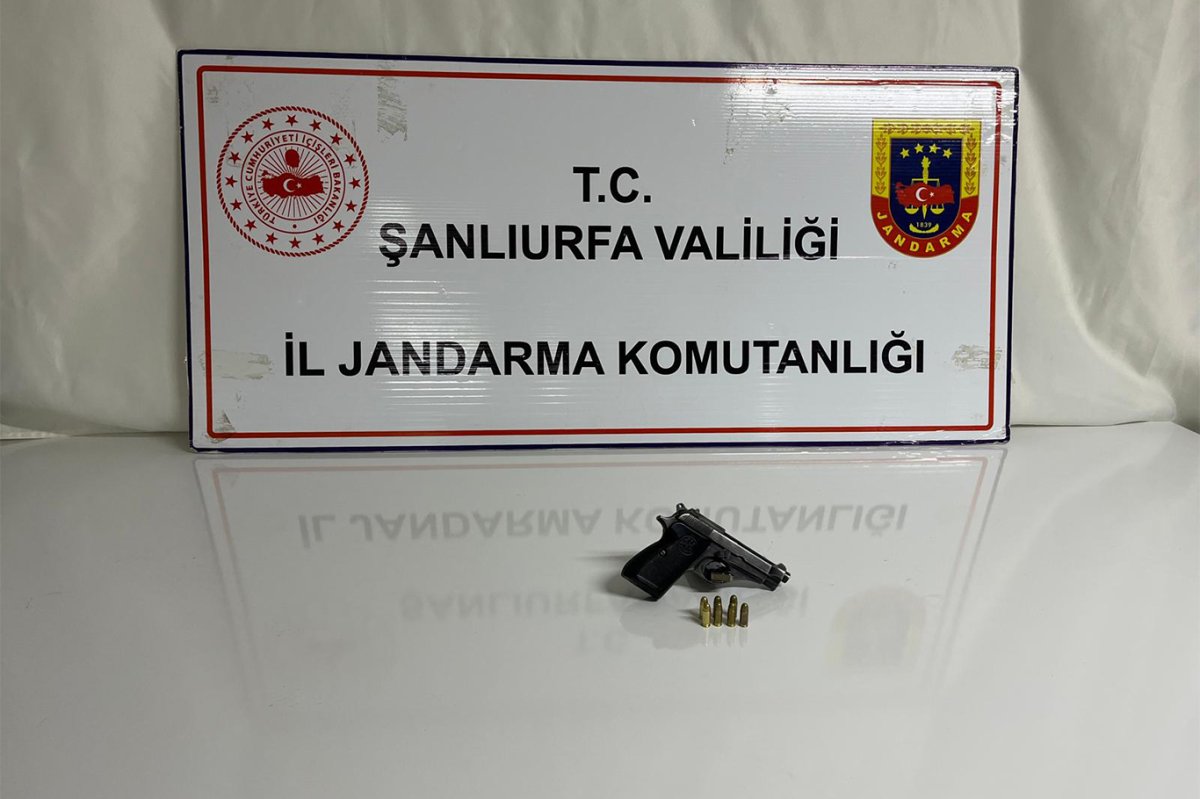 T.C.
ŞANLIURFA VALİLİĞİ
İL JANDARMA KOMUTANLIĞI
TÜRKİYE CUMHURİYETİ İÇİŞLERİ BAKANLIĞI
1839
JANDARMA